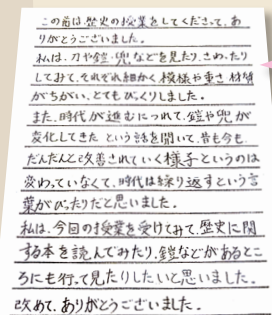 この前は、歴史の授業をしてくださって、あ
りがとうございました。
私は、刀や鎧・兜などを見たり、さわったり
してみて、それぞれ細かく模様や重さ材質
がちがい、とてもびっくりしました。
また、時代が進むにつれて、鎧や兜が
変化してきたという話を聞いて、昔も今も
だんだんと改善されていく様子というのは
変わっていなくて、時代は繰り返すという言
葉がぴったりだと思いました。
私は、今回の授業を受けてみて、歴史に関
する本を読んでみたり、鎧などがあるとこ
ろにも行って見たりしたいと思いました。
改めて、ありがとうございました。